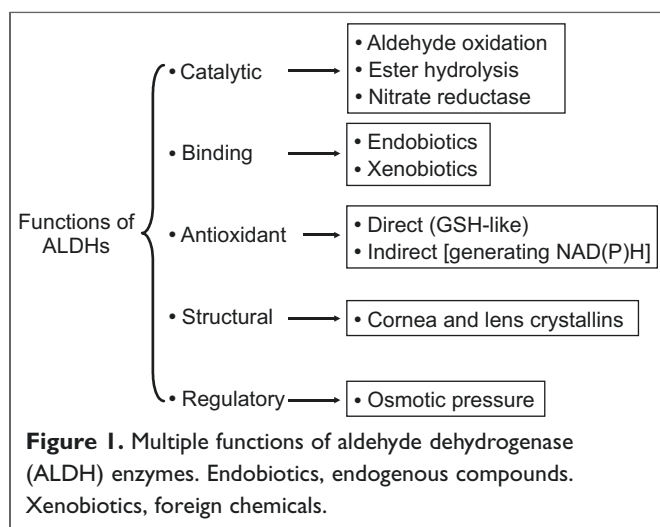 Functions of
ALDHs
• Catalytic
• Aldehyde oxidation
• Ester hydrolysis
• Nitrate reductase
• Binding
• Endobiotics
• Xenobiotics
• Antioxidant
• Direct (GSH-like)
• Indirect [generating NAD(P)H]
• Structural
• Cornea and lens crystallins
• Regulatory
• Osmotic pressure
Figure 1. Multiple functions of aldehyde dehydrogenase
(ALDH) enzymes. Endobiotics, endogenous compounds.
Xenobiotics, foreign chemicals.